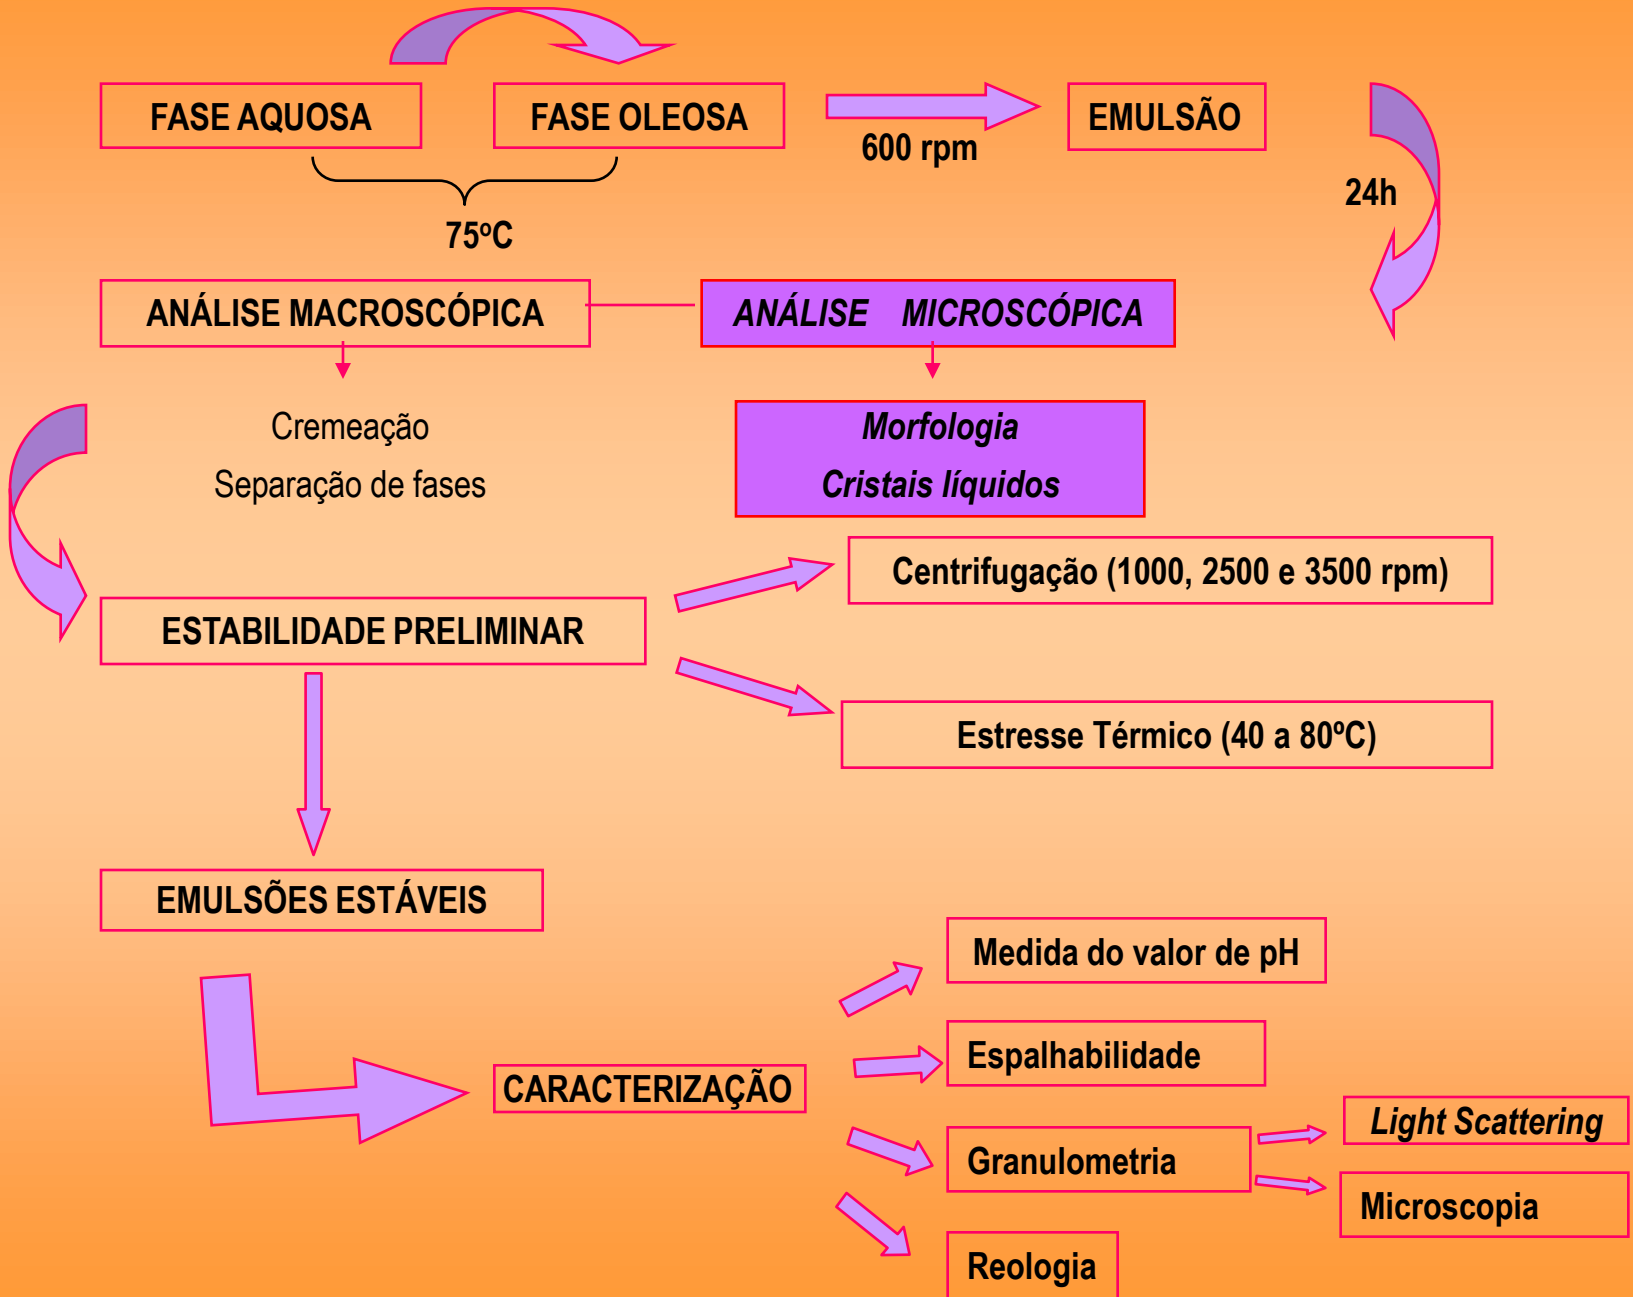 FASE AQUOSA
FASE OLEOSA
600 rpm
EMULSÃO
75ºC
24h
ANÁLISE MACROSCÓPICA
ANÁLISE MICROSCÓPICA
Cremeação
Separação de fases
Morfologia
Cristais líquidos
Centrifugação (1000, 2500 e 3500 rpm)
ESTABILIDADE PRELIMINAR
Estresse Térmico (40 a 80ºC)
EMULSÕES ESTÁVEIS
Medida do valor de pH
Espalhabilidade
CARACTERIZAÇÃO
Light Scattering
Granulometria
Microscopia
Reologia